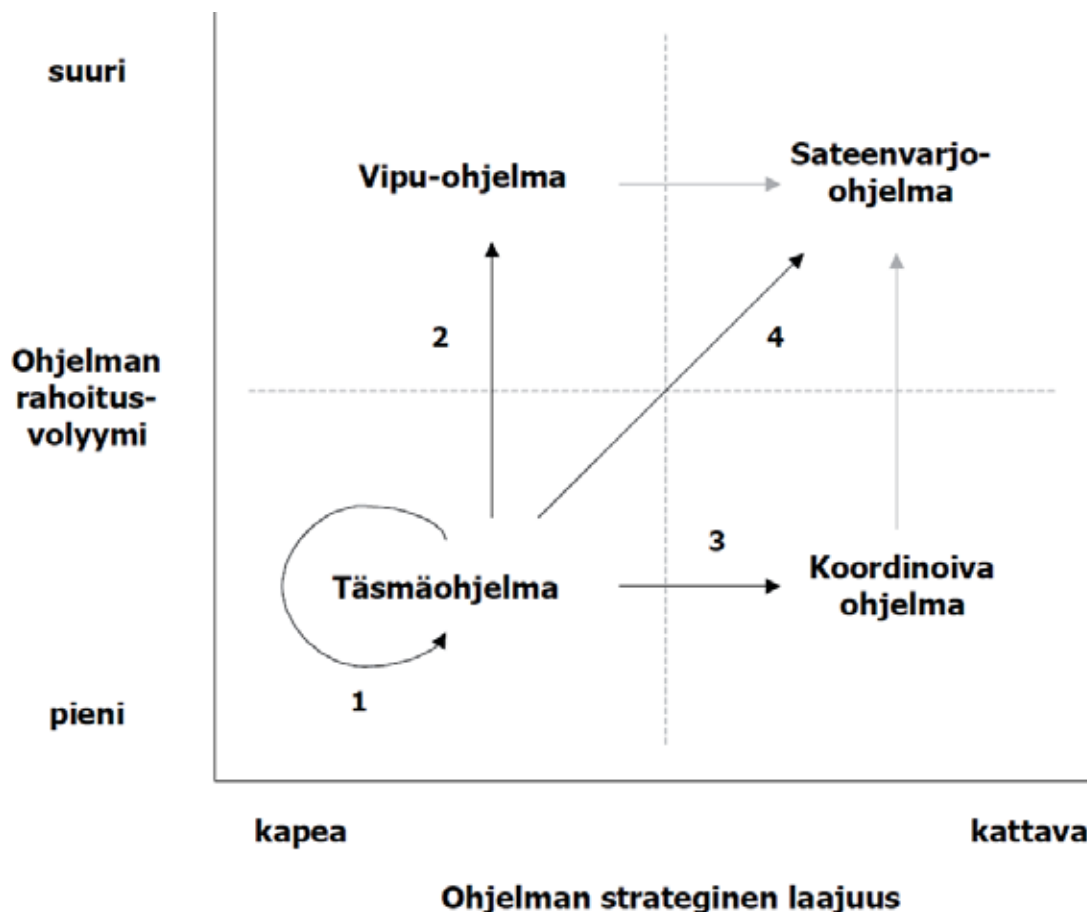 suuri
Vipu-ohjelma
Sateenvarjo-
ohjelma
2
4
Ohjelman
rahoitus-
volyymi
3
Täsmäohjelma
Koordinoiva
ohjelma
1
pieni
kapea
kattava
Ohjelman strateginen laajuus